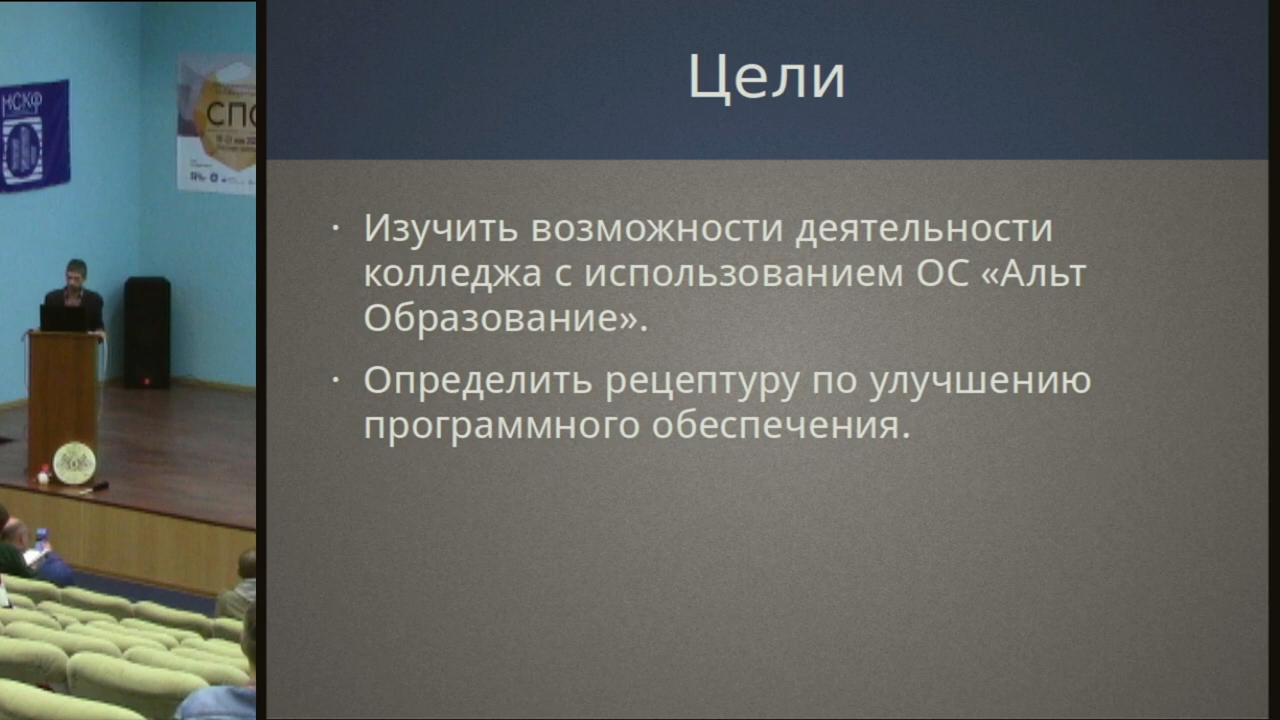 МСКФ
СПО
Цели
· Изучить возможности деятельности
колледжа с использованием ОС «Альт
Образование».
· Определить рецептуру по улучшению
программного обеспечения.